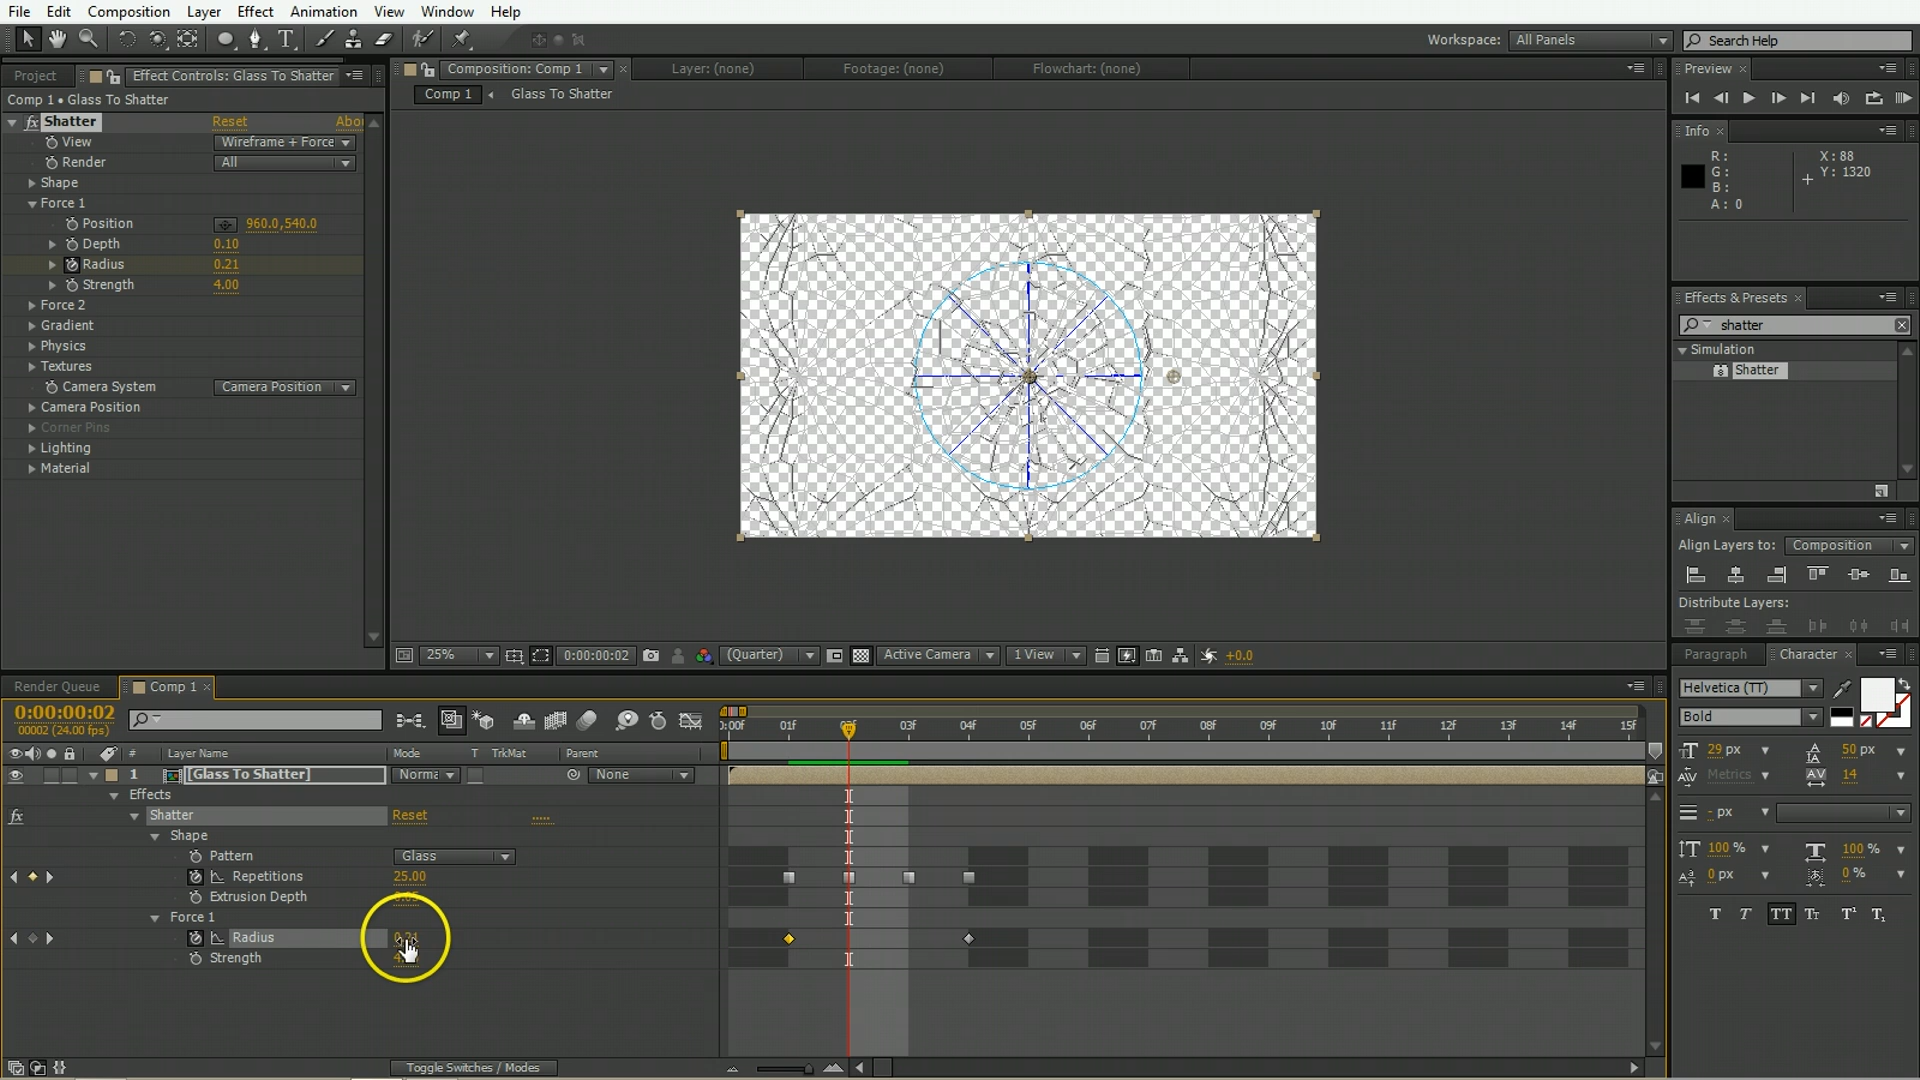 File Edit Composition Layer Effect Animation View Window Help
Workspace: All Panels Search Help
Project Effect Controls: Glass To Shatter
Comp 1 • Glass To Shatter
fx Shatter Reset Abou
View Wireframe + Force
Render All
Shape
Force 1
Position 960.0,540.0
Depth 0.10
Radius 0.21
Strength 4.00
Force 2
Gradient
Physics
Textures
Camera System Camera Position
Camera Position
Corner Pins
Lighting
Material
Composition: Comp 1 Layer: (none) Footage: (none) Flowchart: (none)
Comp 1 Glass To Shatter
25% 0:00:00:02 (Quarter) Active Camera 1 View +0.0
Preview
Info
R: X: 88
G: Y: 1320
B:
A: 0
Effects & Presets
shatter
Simulation
Shatter
Align
Align Layers to: Composition
Distribute Layers:
Paragraph Character
Helvetica (TT)
Bold
29 px 50 px
Metrics 14
- px
100 % 100 %
0 px 0 %
T T TT Tt T¹ T₁
Render Queue Comp 1
0:00:00:02
00002 (24.00 fps)
:00f 01f 02f 03f 04f 05f 06f 07f 08f 09f 10f 11f 12f 13f 14f 15f
# Layer Name Mode T TrkMat Parent
1 [Glass To Shatter] Norma None
Effects
fx Shatter Reset .....
Shape
Pattern Glass
Repetitions 25.00
Extrusion Depth
Force 1
Radius 0.21
Strength
Toggle Switches / Modes